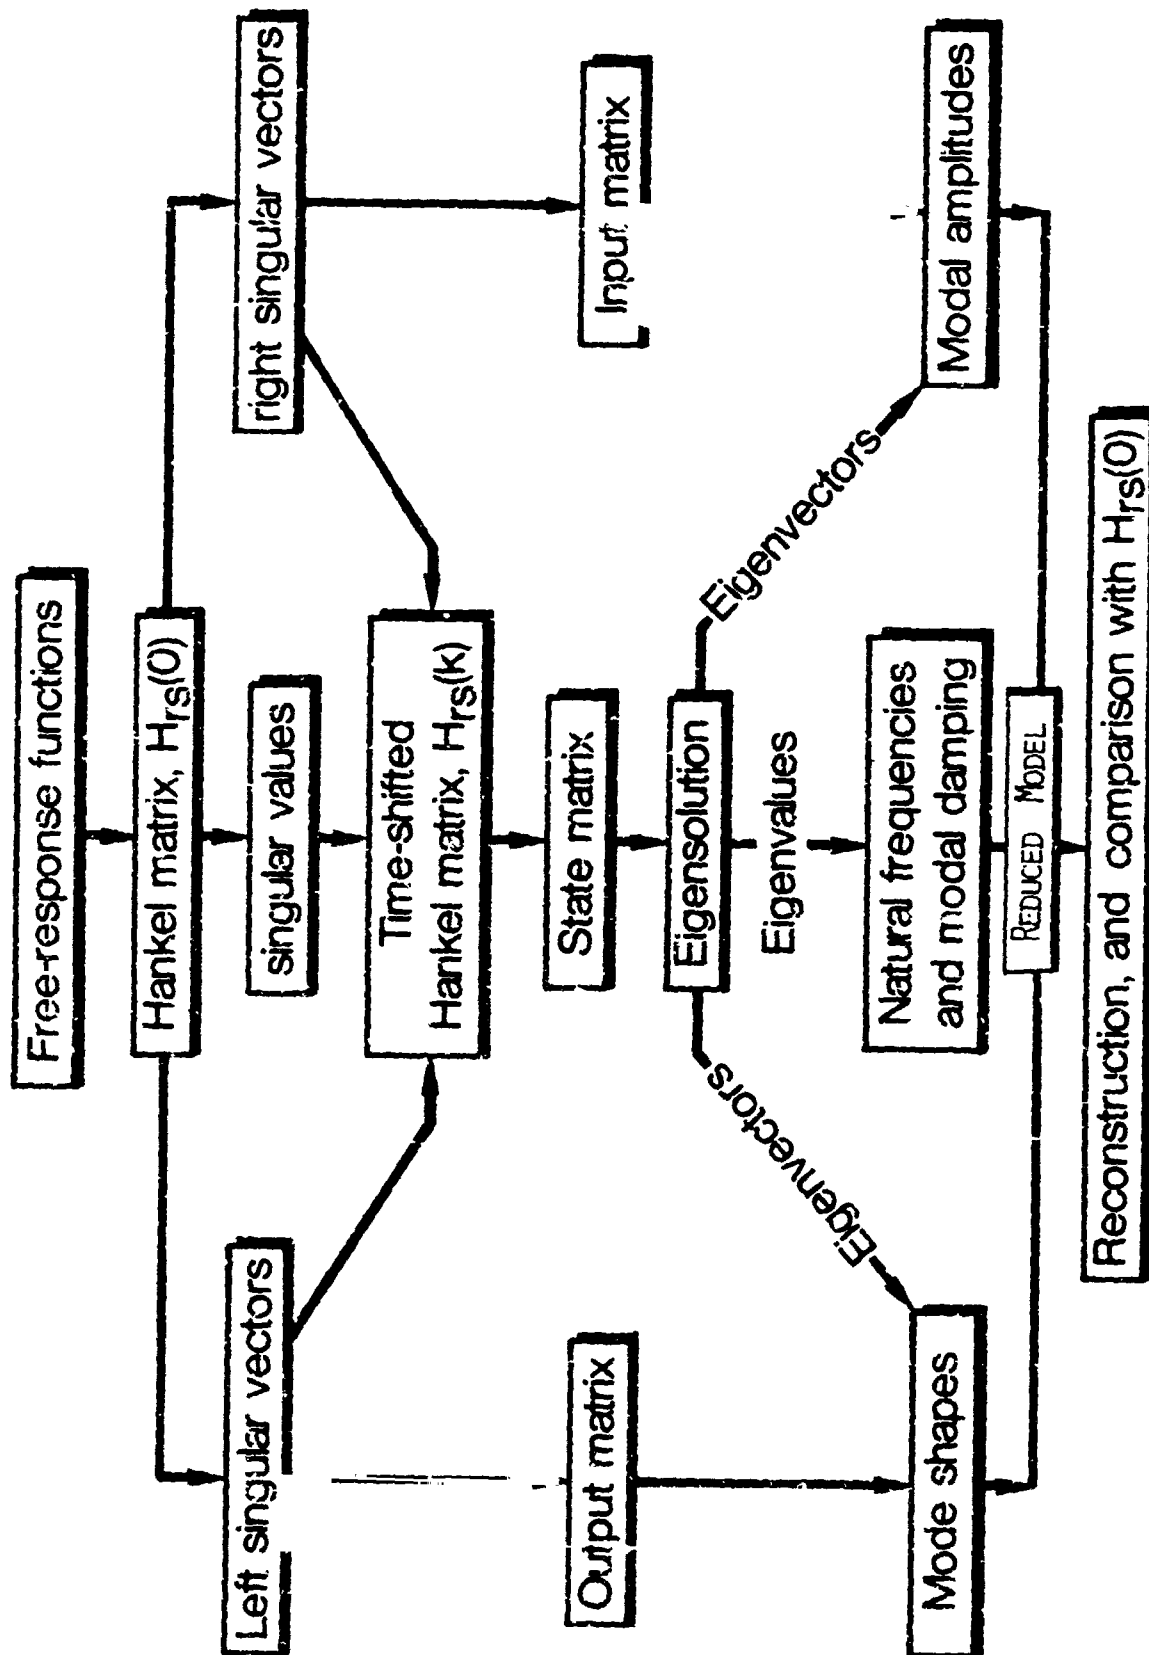 Free-response functions
Hankel matrix, Hrs(0)
Left singular vectors
singular values
right singular vectors
Time-shifted
Hankel matrix, Hrs(k)
Output matrix
State matrix
Input matrix
Eigensolution
Eigenvectors
Eigenvalues
Eigenvectors
Mode shapes
Natural frequencies
and modal damping
Modal amplitudes
REDUCED MODEL
Reconstruction, and comparison with Hrs(0)